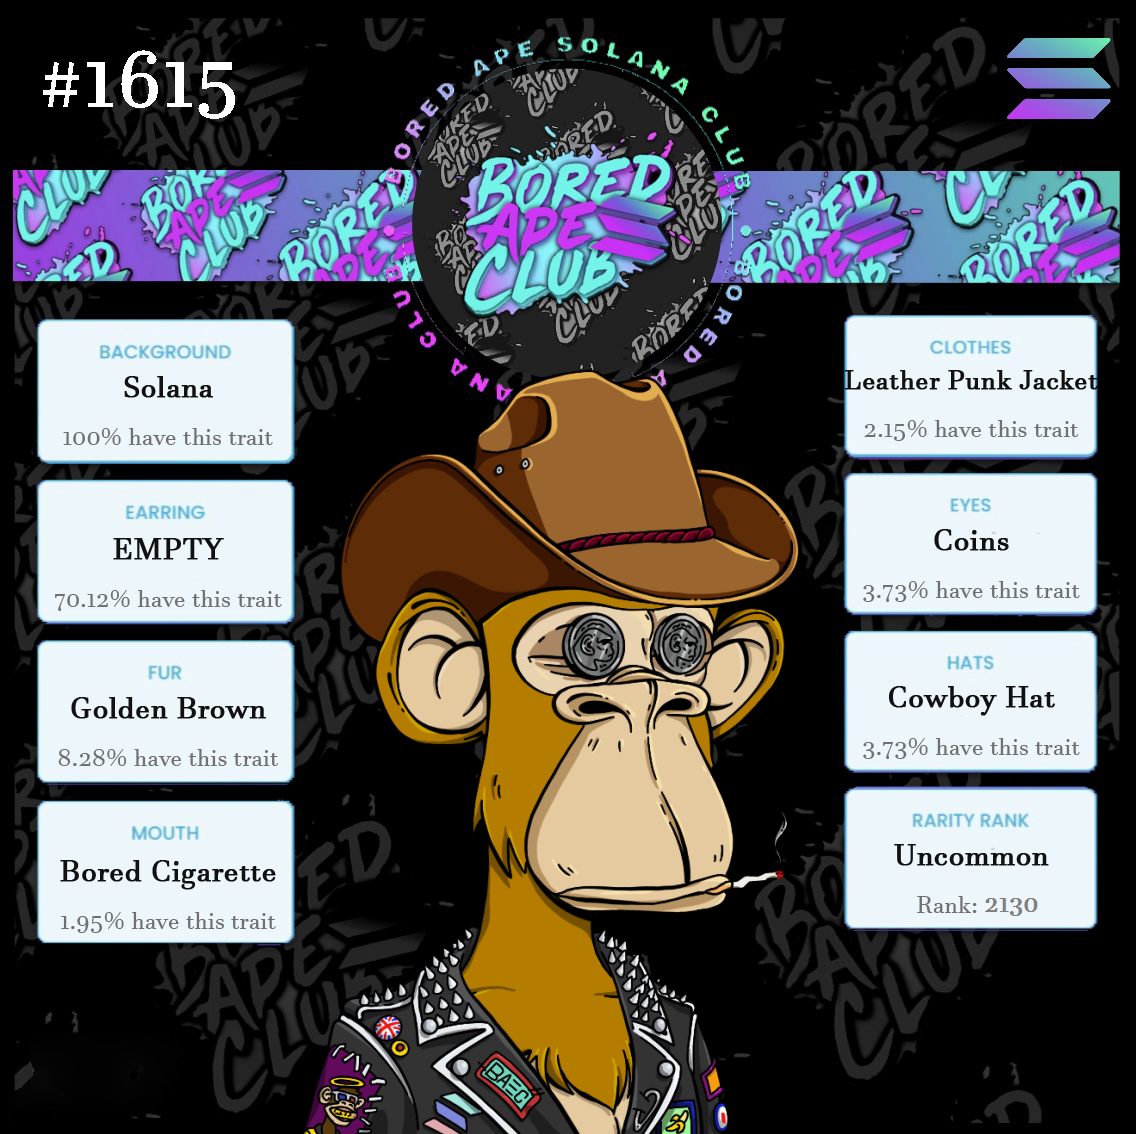 #1615
BORED APE SOLANA CLUB
BORED
APE
CLUB
BACKGROUND
Solana
100% have this trait
EARRING
EMPTY
70.12% have this trait
FUR
Golden Brown
8.28% have this trait
MOUTH
Bored Cigarette
1.95% have this trait
CLOTHES
Leather Punk Jacket
2.15% have this trait
EYES
Coins
3.73% have this trait
HATS
Cowboy Hat
3.73% have this trait
RARITY RANK
Uncommon
Rank: 2130